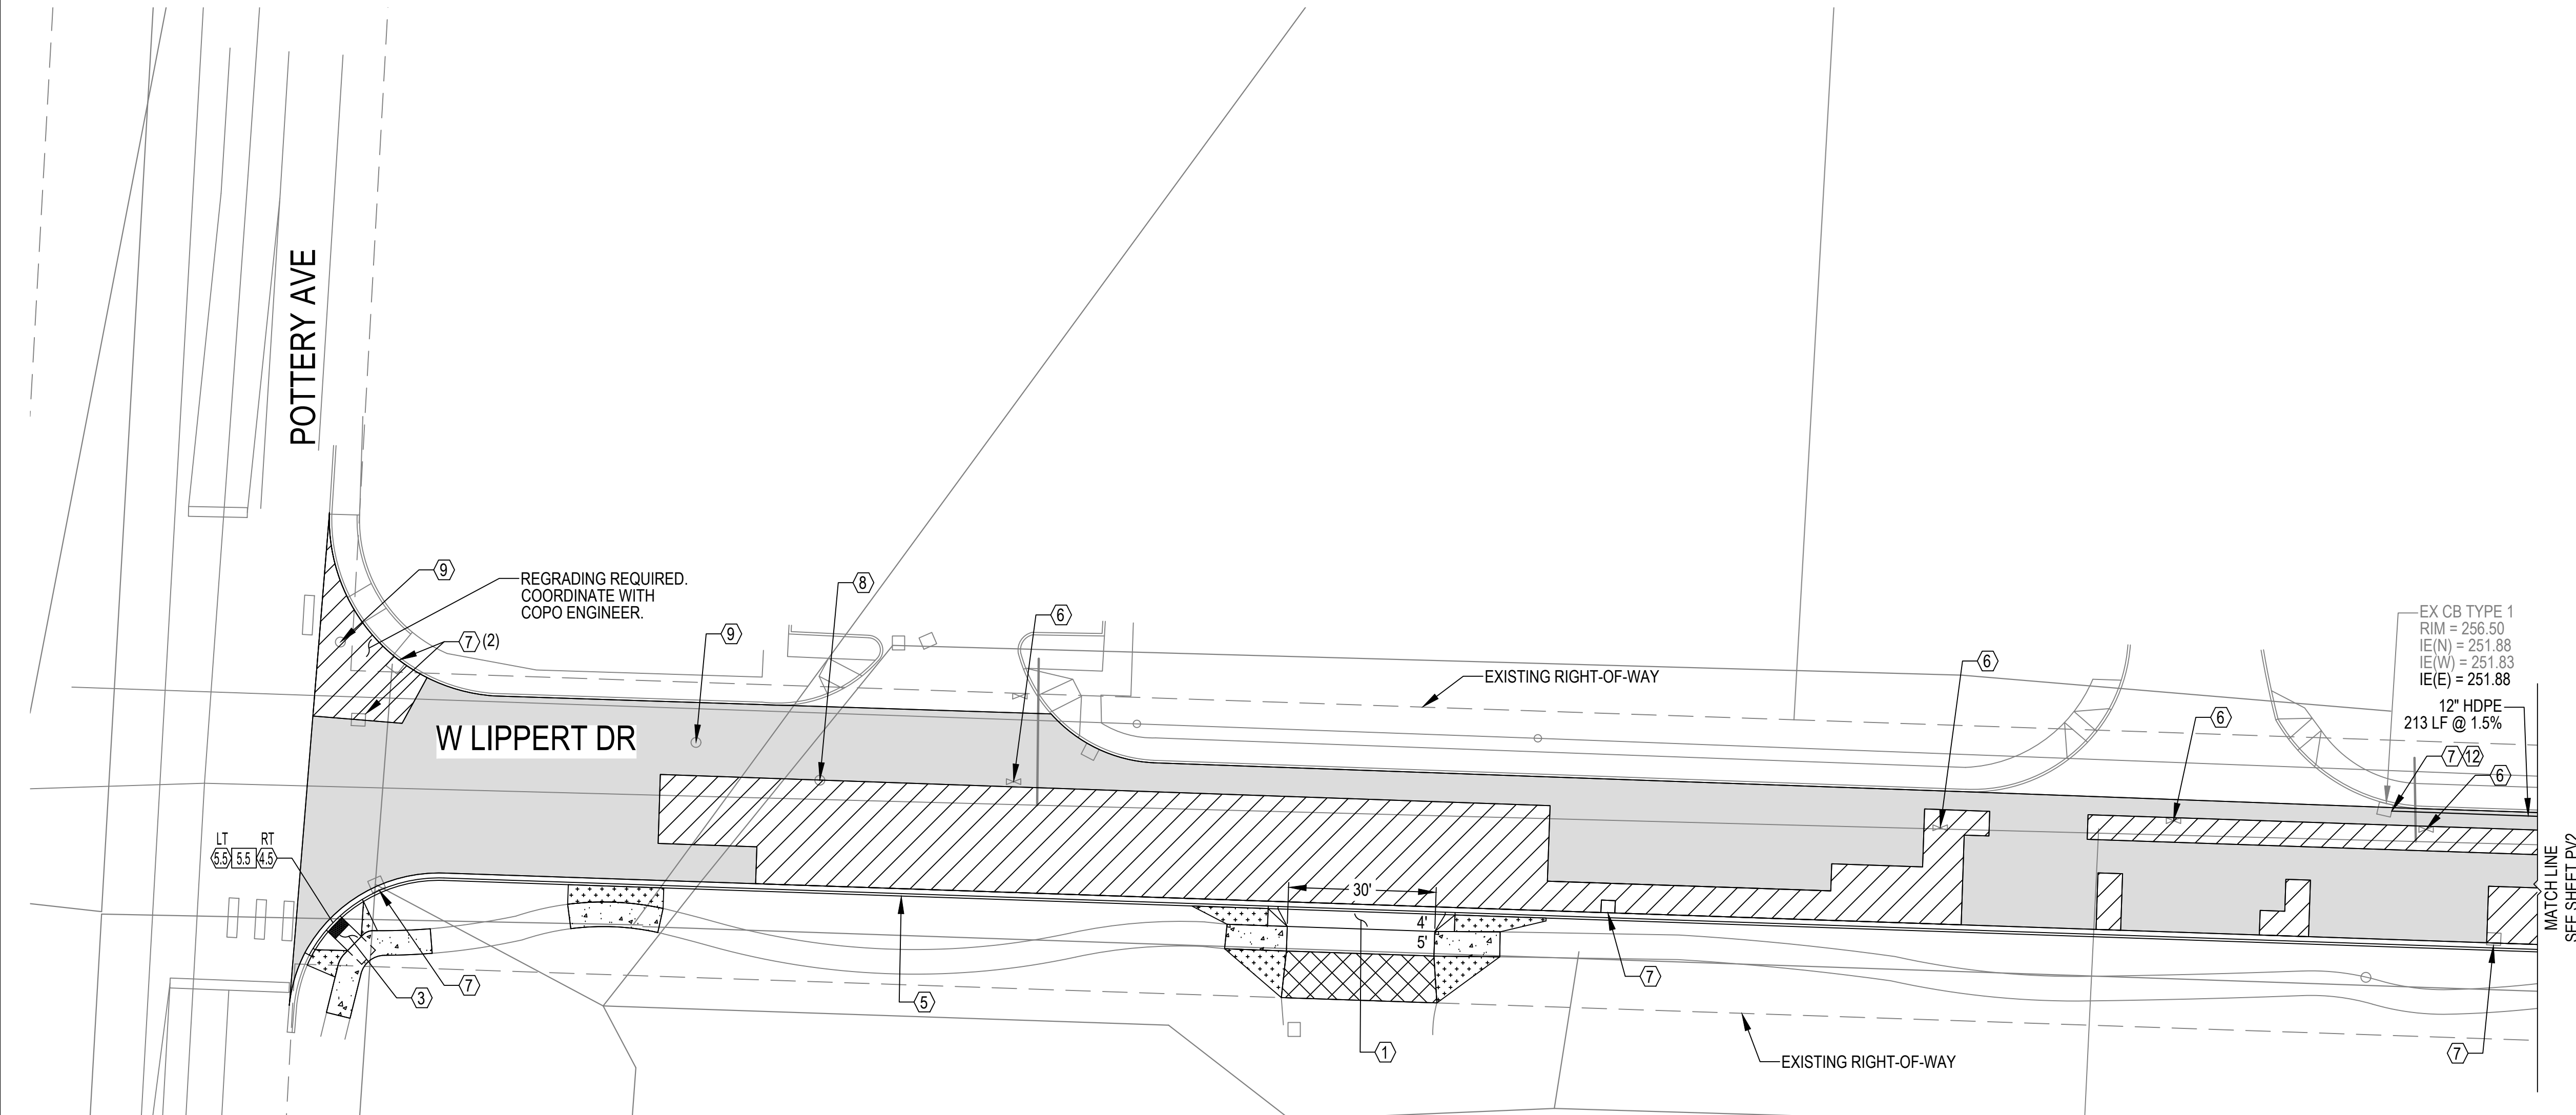 POTTERY AVE
9
REGRADING REQUIRED.
COORDINATE WITH
COPO ENGINEER.
7 (2)
9
8
6
EXISTING RIGHT-OF-WAY
6
6
EX CB TYPE 1
RIM = 256.50
IE(N) = 251.88
IE(W) = 251.83
IE(E) = 251.88
12" HDPE
213 LF @ 1.5%
7 12
6
W LIPPERT DR
LT RT
5.5 5.5 4.5
3
7
5
30'
4'
5'
1
7
EXISTING RIGHT-OF-WAY
7
MATCH LINE
SEE SHEET PV2